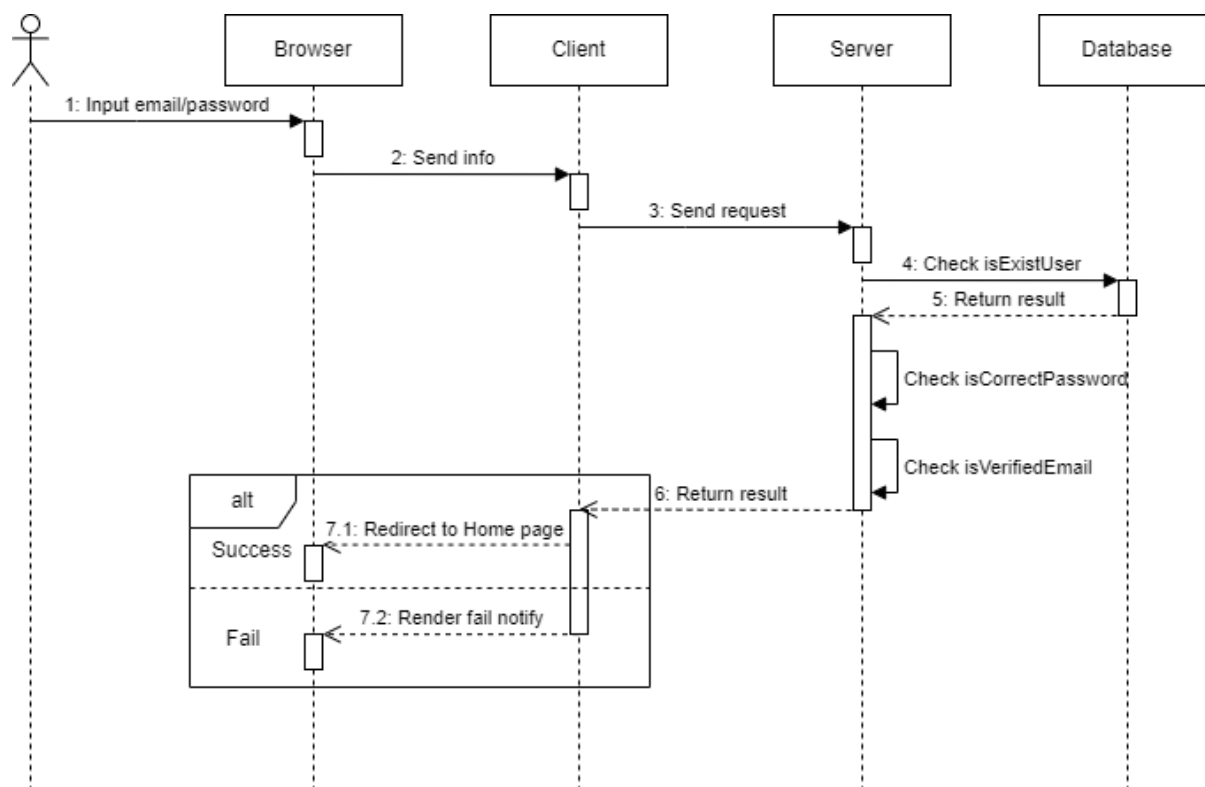 Browser
Client
Server
Database
1: Input email/password
2: Send info
3: Send request
4: Check isExistUser
5: Return result
Check isCorrectPassword
Check isVerifiedEmail
6: Return result
alt
7.1: Redirect to Home page
Success
7.2: Render fail notify
Fail